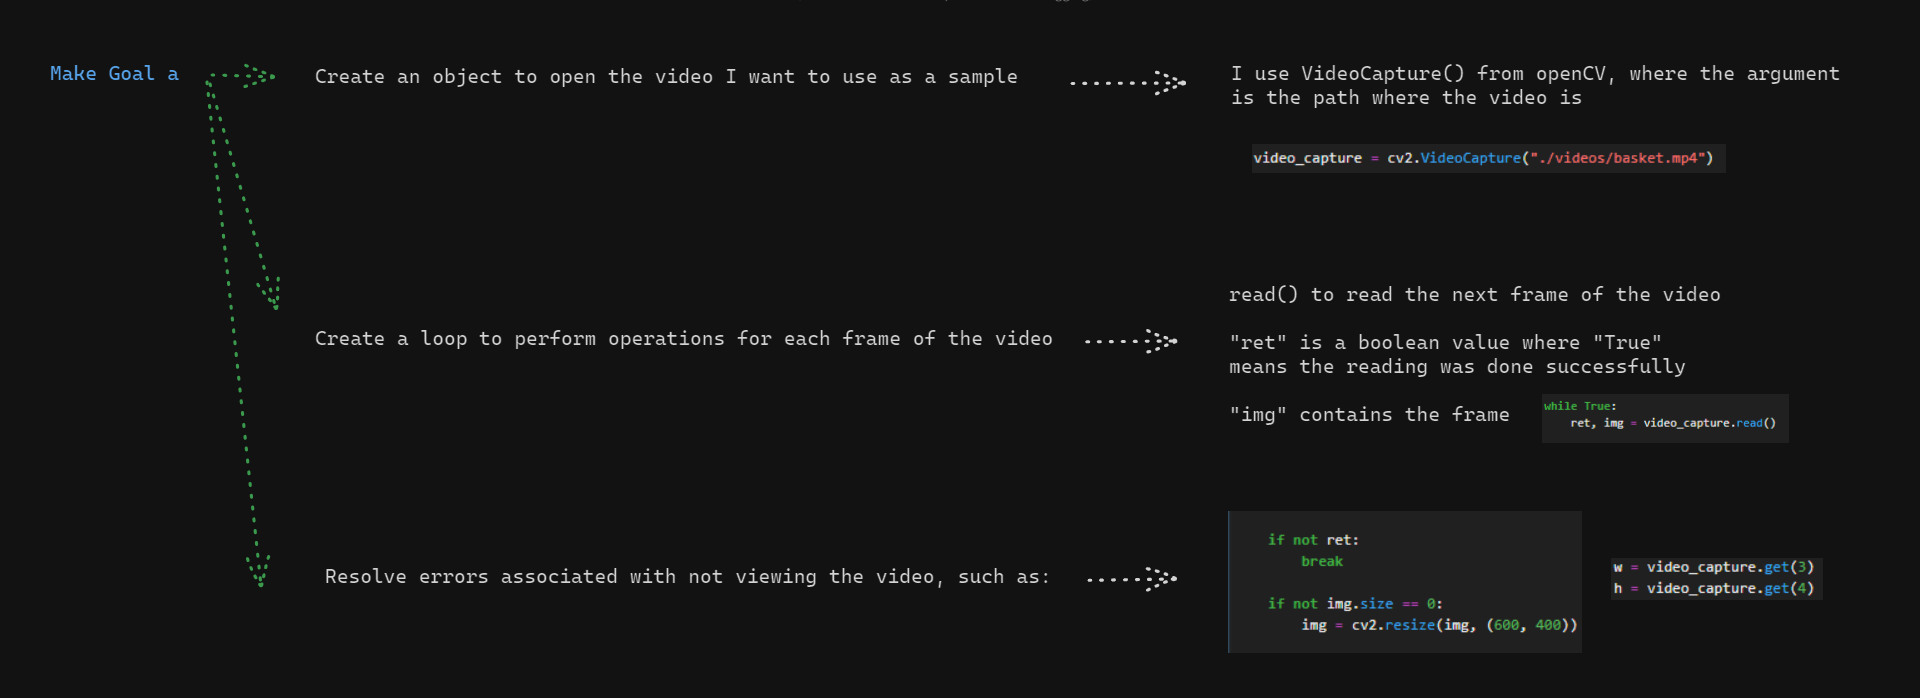 Make Goal a
Create an object to open the video I want to use as a sample
I use VideoCapture() from openCV, where the argument
is the path where the video is
video_capture = cv2.VideoCapture("./videos/basket.mp4")
Create a loop to perform operations for each frame of the video
read() to read the next frame of the video
"ret" is a boolean value where "True"
means the reading was done successfully
"img" contains the frame
while True:
    ret, img = video_capture.read()
Resolve errors associated with not viewing the video, such as:
if not ret:
    break
if not img.size == 0:
    img = cv2.resize(img, (600, 400))
w = video_capture.get(3)
h = video_capture.get(4)